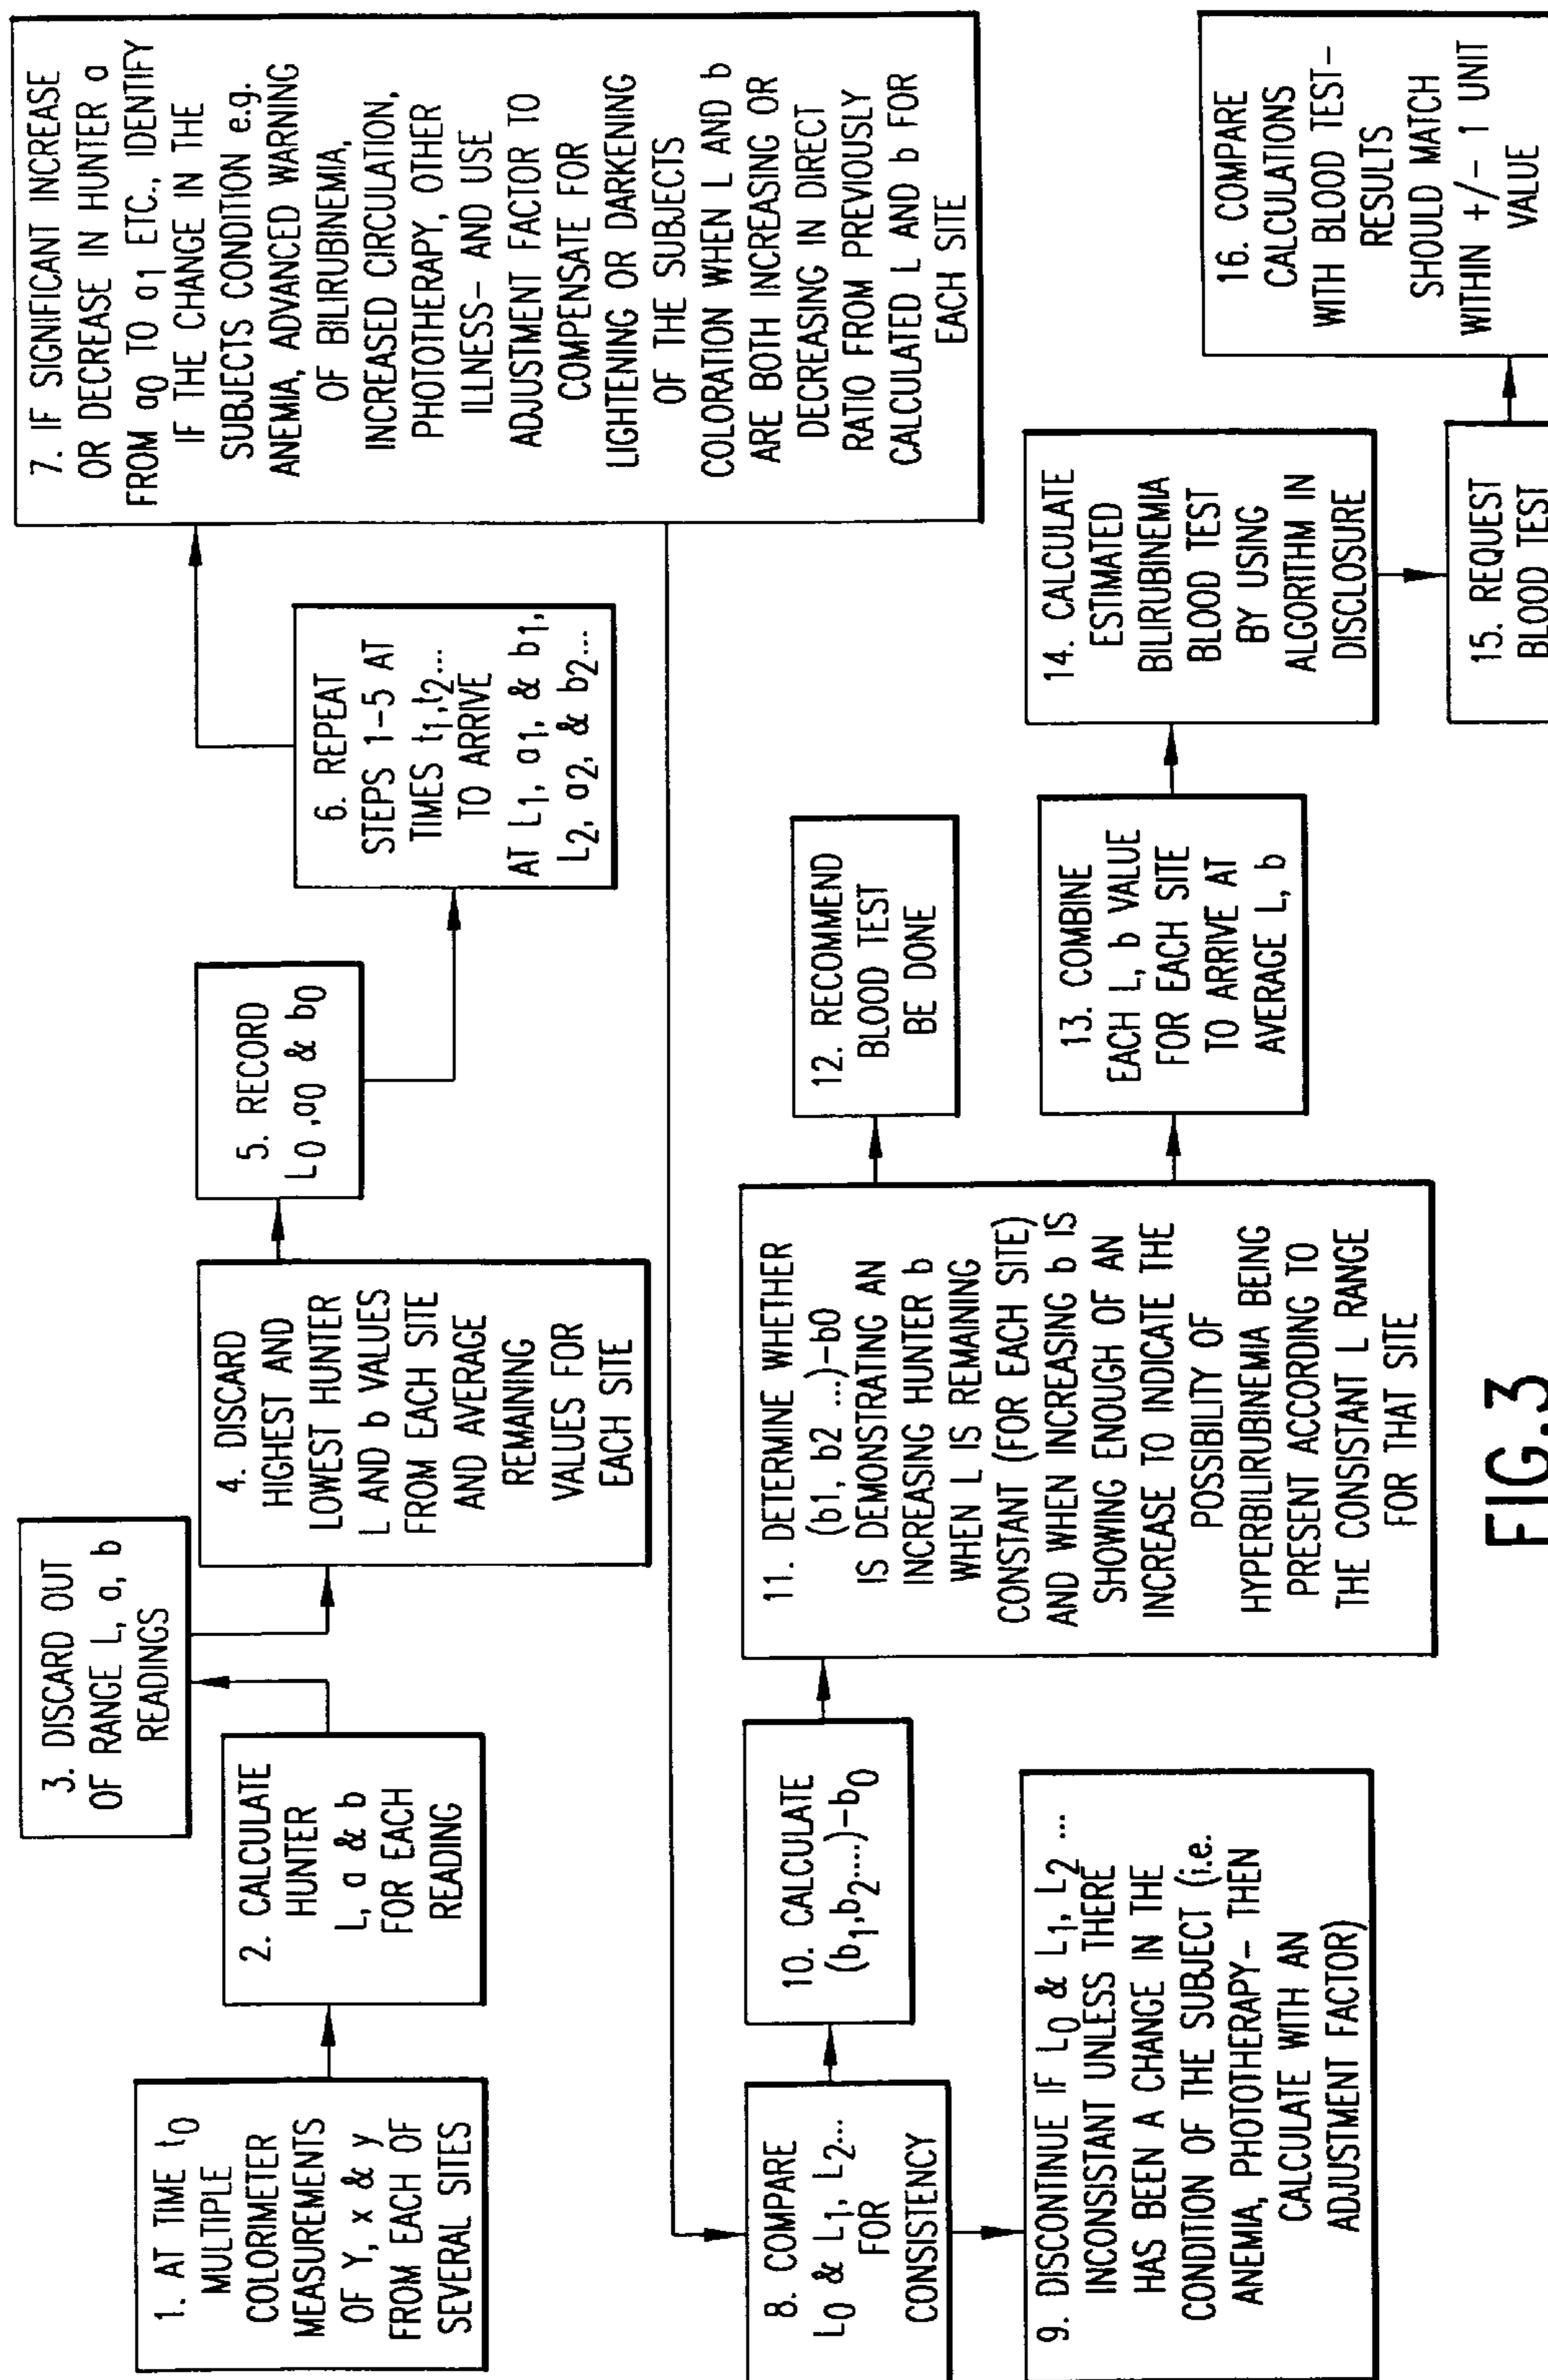 1. AT TIME t0
MULTIPLE
COLORIMETER
MEASUREMENTS
OF Y, x & y
FROM EACH OF
SEVERAL SITES
2. CALCULATE
HUNTER
L, a & b
FOR EACH
READING
3. DISCARD OUT
OF RANGE L, a, b
READINGS
4. DISCARD
HIGHEST AND
LOWEST HUNTER
L AND b VALUES
FROM EACH SITE
AND AVERAGE
REMAINING
VALUES FOR
EACH SITE
5. RECORD
L0 ,a0 & b0
6. REPEAT
STEPS 1-5 AT
TIMES t1,t2...
TO ARRIVE
AT L1, a1, & b1,
L2, a2, & b2...
7. IF SIGNIFICANT INCREASE
OR DECREASE IN HUNTER a
FROM a0 TO a1 ETC., IDENTIFY
IF THE CHANGE IN THE
SUBJECTS CONDITION e.g.
ANEMIA, ADVANCED WARNING
OF BILIRUBINEMIA,
INCREASED CIRCULATION,
PHOTOTHERAPY, OTHER
ILLNESS- AND USE
ADJUSTMENT FACTOR TO
COMPENSATE FOR
LIGHTENING OR DARKENING
OF THE SUBJECTS
COLORATION WHEN L AND b
ARE BOTH INCREASING OR
DECREASING IN DIRECT
RATIO FROM PREVIOUSLY
CALCULATED L AND b FOR
EACH SITE
8. COMPARE
L0 & L1, L2...
FOR
CONSISTENCY
9. DISCONTINUE IF L0 & L1, L2 ...
INCONSISTANT UNLESS THERE
HAS BEEN A CHANGE IN THE
CONDITION OF THE SUBJECT (i.e.
ANEMIA, PHOTOTHERAPY- THEN
CALCULATE WITH AN
ADJUSTMENT FACTOR)
10. CALCULATE
(b1,b2....)-b0
11. DETERMINE WHETHER
(b1, b2 ...)-b0
IS DEMONSTRATING AN
INCREASING HUNTER b
WHEN L IS REMAINING
CONSTANT (FOR EACH SITE)
AND WHEN INCREASING b IS
SHOWING ENOUGH OF AN
INCREASE TO INDICATE THE
POSSIBILITY OF
HYPERBILIRUBINEMIA BEING
PRESENT ACCORDING TO
THE CONSISTANT L RANGE
FOR THAT SITE
12. RECOMMEND
BLOOD TEST
BE DONE
13. COMBINE
EACH L, b VALUE
FOR EACH SITE
TO ARRIVE AT
AVERAGE L, b
14. CALCULATE
ESTIMATED
BILIRUBINEMIA
BLOOD TEST
BY USING
ALGORITHM IN
DISCLOSURE
15. REQUEST
BLOOD TEST
16. COMPARE
CALCULATIONS
WITH BLOOD TEST-
RESULTS
SHOULD MATCH
WITHIN +/- 1 UNIT
VALUE
FIG.3